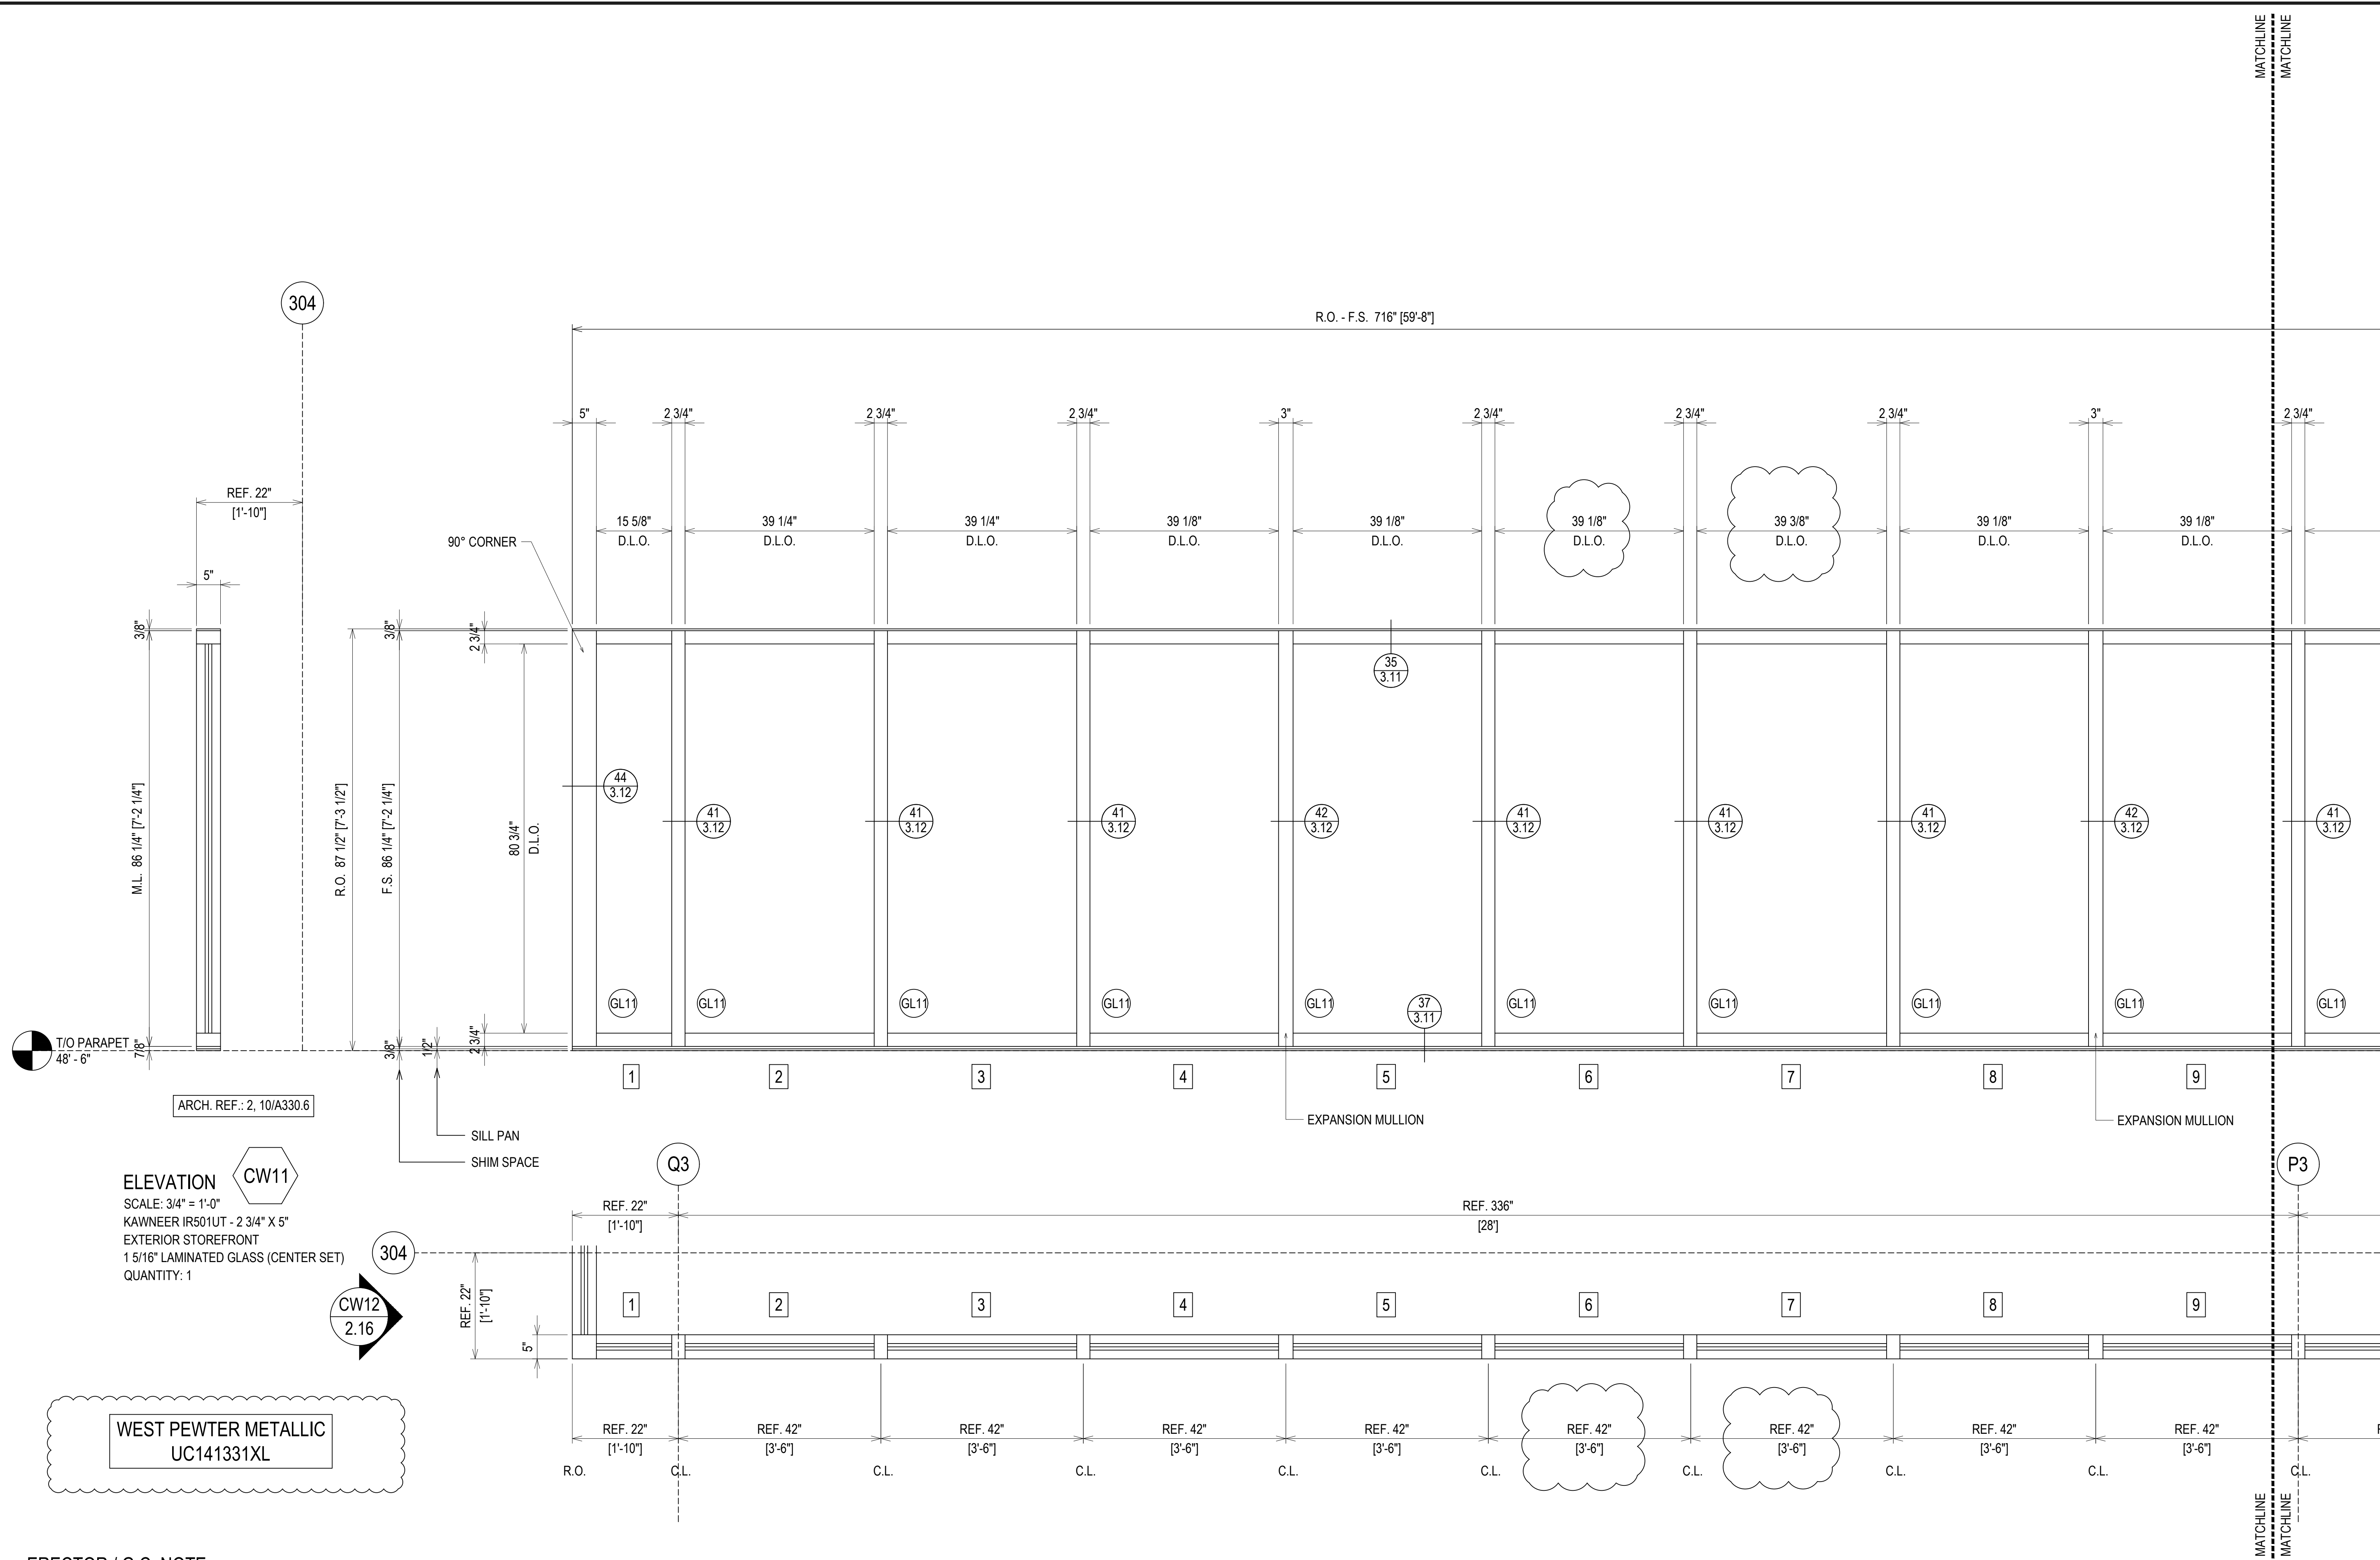 MATCHLINE
MATCHLINE
304
R.O. - F.S. 716" [59'-8"]
5"
2 3/4"
2 3/4"
2 3/4"
3"
2 3/4"
2 3/4"
2 3/4"
3"
2 3/4"
REF. 22"
[1'-10"]
15 5/8"
D.L.O.
39 1/4"
D.L.O.
39 1/4"
D.L.O.
39 1/8"
D.L.O.
39 1/8"
D.L.O.
39 1/8"
D.L.O.
39 3/8"
D.L.O.
39 1/8"
D.L.O.
39 1/8"
D.L.O.
90° CORNER
5"
3/8"
3/8"
2 3/4"
35
3.11
M.L. 86 1/4" [7'-2 1/4"]
R.O. 87 1/2" [7'-3 1/2"]
F.S. 86 1/4" [7'-2 1/4"]
80 3/4"
D.L.O.
44
3.12
41
3.12
41
3.12
41
3.12
42
3.12
41
3.12
41
3.12
41
3.12
42
3.12
41
3.12
GL11
GL11
GL11
GL11
GL11
GL11
GL11
GL11
GL11
GL11
37
3.11
T/O PARAPET
48' - 6"
7/8"
3/8"
1/2"
2 3/4"
1
2
3
4
5
6
7
8
9
ARCH. REF.: 2, 10/A330.6
EXPANSION MULLION
EXPANSION MULLION
SILL PAN
SHIM SPACE
ELEVATION
CW11
SCALE: 3/4" = 1'-0"
KAWNEER IR501UT - 2 3/4" X 5"
EXTERIOR STOREFRONT
1 5/16" LAMINATED GLASS (CENTER SET)
QUANTITY: 1
Q3
P3
REF. 22"
[1'-10"]
REF. 336"
[28']
304
CW12
2.16
REF. 22"
[1'-10"]
5"
1
2
3
4
5
6
7
8
9
WEST PEWTER METALLIC
UC141331XL
REF. 22"
[1'-10"]
REF. 42"
[3'-6"]
REF. 42"
[3'-6"]
REF. 42"
[3'-6"]
REF. 42"
[3'-6"]
REF. 42"
[3'-6"]
REF. 42"
[3'-6"]
REF. 42"
[3'-6"]
REF. 42"
[3'-6"]
R.O.
C.L.
C.L.
C.L.
C.L.
C.L.
C.L.
C.L.
C.L.
C.L.
MATCHLINE
MATCHLINE